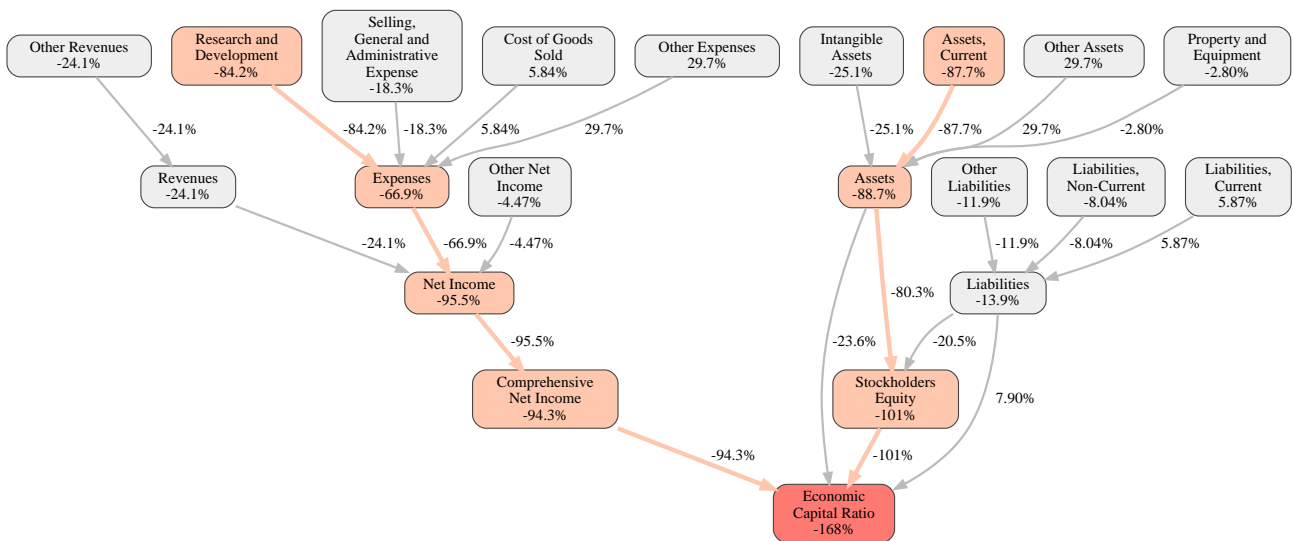 Other Revenues
-24.1%
Research and
Development
-84.2%
Selling,
General and
Administrative
Expense
-18.3%
Cost of Goods
Sold
5.84%
Other Expenses
29.7%
Intangible
Assets
-25.1%
Assets,
Current
-87.7%
Other Assets
29.7%
Property and
Equipment
-2.80%
-24.1%
-84.2%
-18.3%
5.84%
29.7%
-25.1%
-87.7%
29.7%
-2.80%
Revenues
-24.1%
Expenses
-66.9%
Other Net
Income
-4.47%
Assets
-88.7%
Other
Liabilities
-11.9%
Liabilities,
Non-Current
-8.04%
Liabilities,
Current
5.87%
-24.1%
-66.9%
-4.47%
-11.9%
-8.04%
5.87%
Net Income
-95.5%
-80.3%
Liabilities
-13.9%
-95.5%
-23.6%
-20.5%
Comprehensive
Net Income
-94.3%
Stockholders
Equity
-101%
7.90%
-94.3%
-101%
Economic
Capital Ratio
-168%